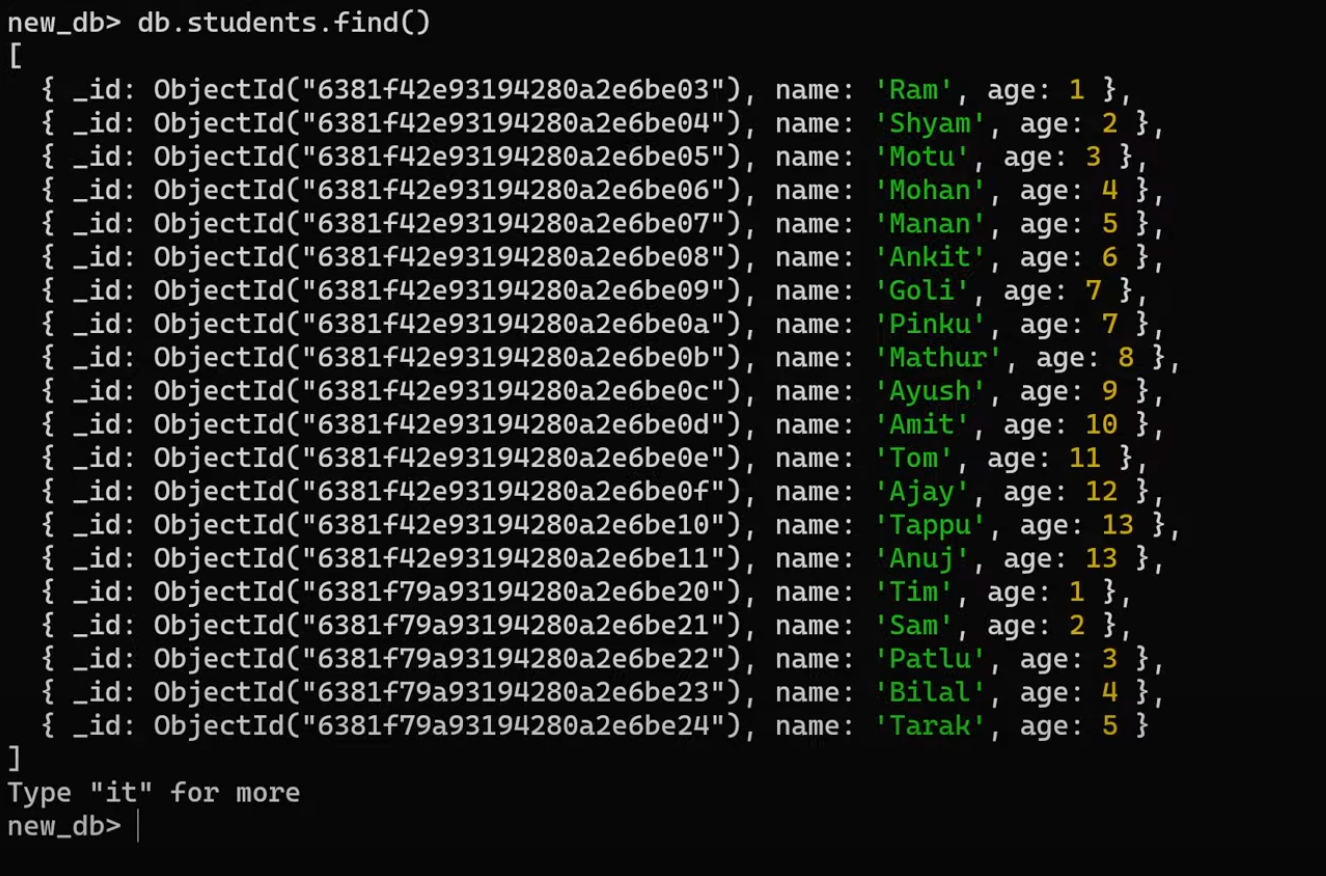 new_db> db.students.find()
[
  { _id: ObjectId("6381f42e93194280a2e6be03"), name: 'Ram', age: 1 },
  { _id: ObjectId("6381f42e93194280a2e6be04"), name: 'Shyam', age: 2 },
  { _id: ObjectId("6381f42e93194280a2e6be05"), name: 'Motu', age: 3 },
  { _id: ObjectId("6381f42e93194280a2e6be06"), name: 'Mohan', age: 4 },
  { _id: ObjectId("6381f42e93194280a2e6be07"), name: 'Manan', age: 5 },
  { _id: ObjectId("6381f42e93194280a2e6be08"), name: 'Ankit', age: 6 },
  { _id: ObjectId("6381f42e93194280a2e6be09"), name: 'Goli', age: 7 },
  { _id: ObjectId("6381f42e93194280a2e6be0a"), name: 'Pinku', age: 7 },
  { _id: ObjectId("6381f42e93194280a2e6be0b"), name: 'Mathur', age: 8 },
  { _id: ObjectId("6381f42e93194280a2e6be0c"), name: 'Ayush', age: 9 },
  { _id: ObjectId("6381f42e93194280a2e6be0d"), name: 'Amit', age: 10 },
  { _id: ObjectId("6381f42e93194280a2e6be0e"), name: 'Tom', age: 11 },
  { _id: ObjectId("6381f42e93194280a2e6be0f"), name: 'Ajay', age: 12 },
  { _id: ObjectId("6381f42e93194280a2e6be10"), name: 'Tappu', age: 13 },
  { _id: ObjectId("6381f42e93194280a2e6be11"), name: 'Anuj', age: 13 },
  { _id: ObjectId("6381f79a93194280a2e6be20"), name: 'Tim', age: 1 },
  { _id: ObjectId("6381f79a93194280a2e6be21"), name: 'Sam', age: 2 },
  { _id: ObjectId("6381f79a93194280a2e6be22"), name: 'Patlu', age: 3 },
  { _id: ObjectId("6381f79a93194280a2e6be23"), name: 'Bilal', age: 4 },
  { _id: ObjectId("6381f79a93194280a2e6be24"), name: 'Tarak', age: 5 }
]
Type "it" for more
new_db>